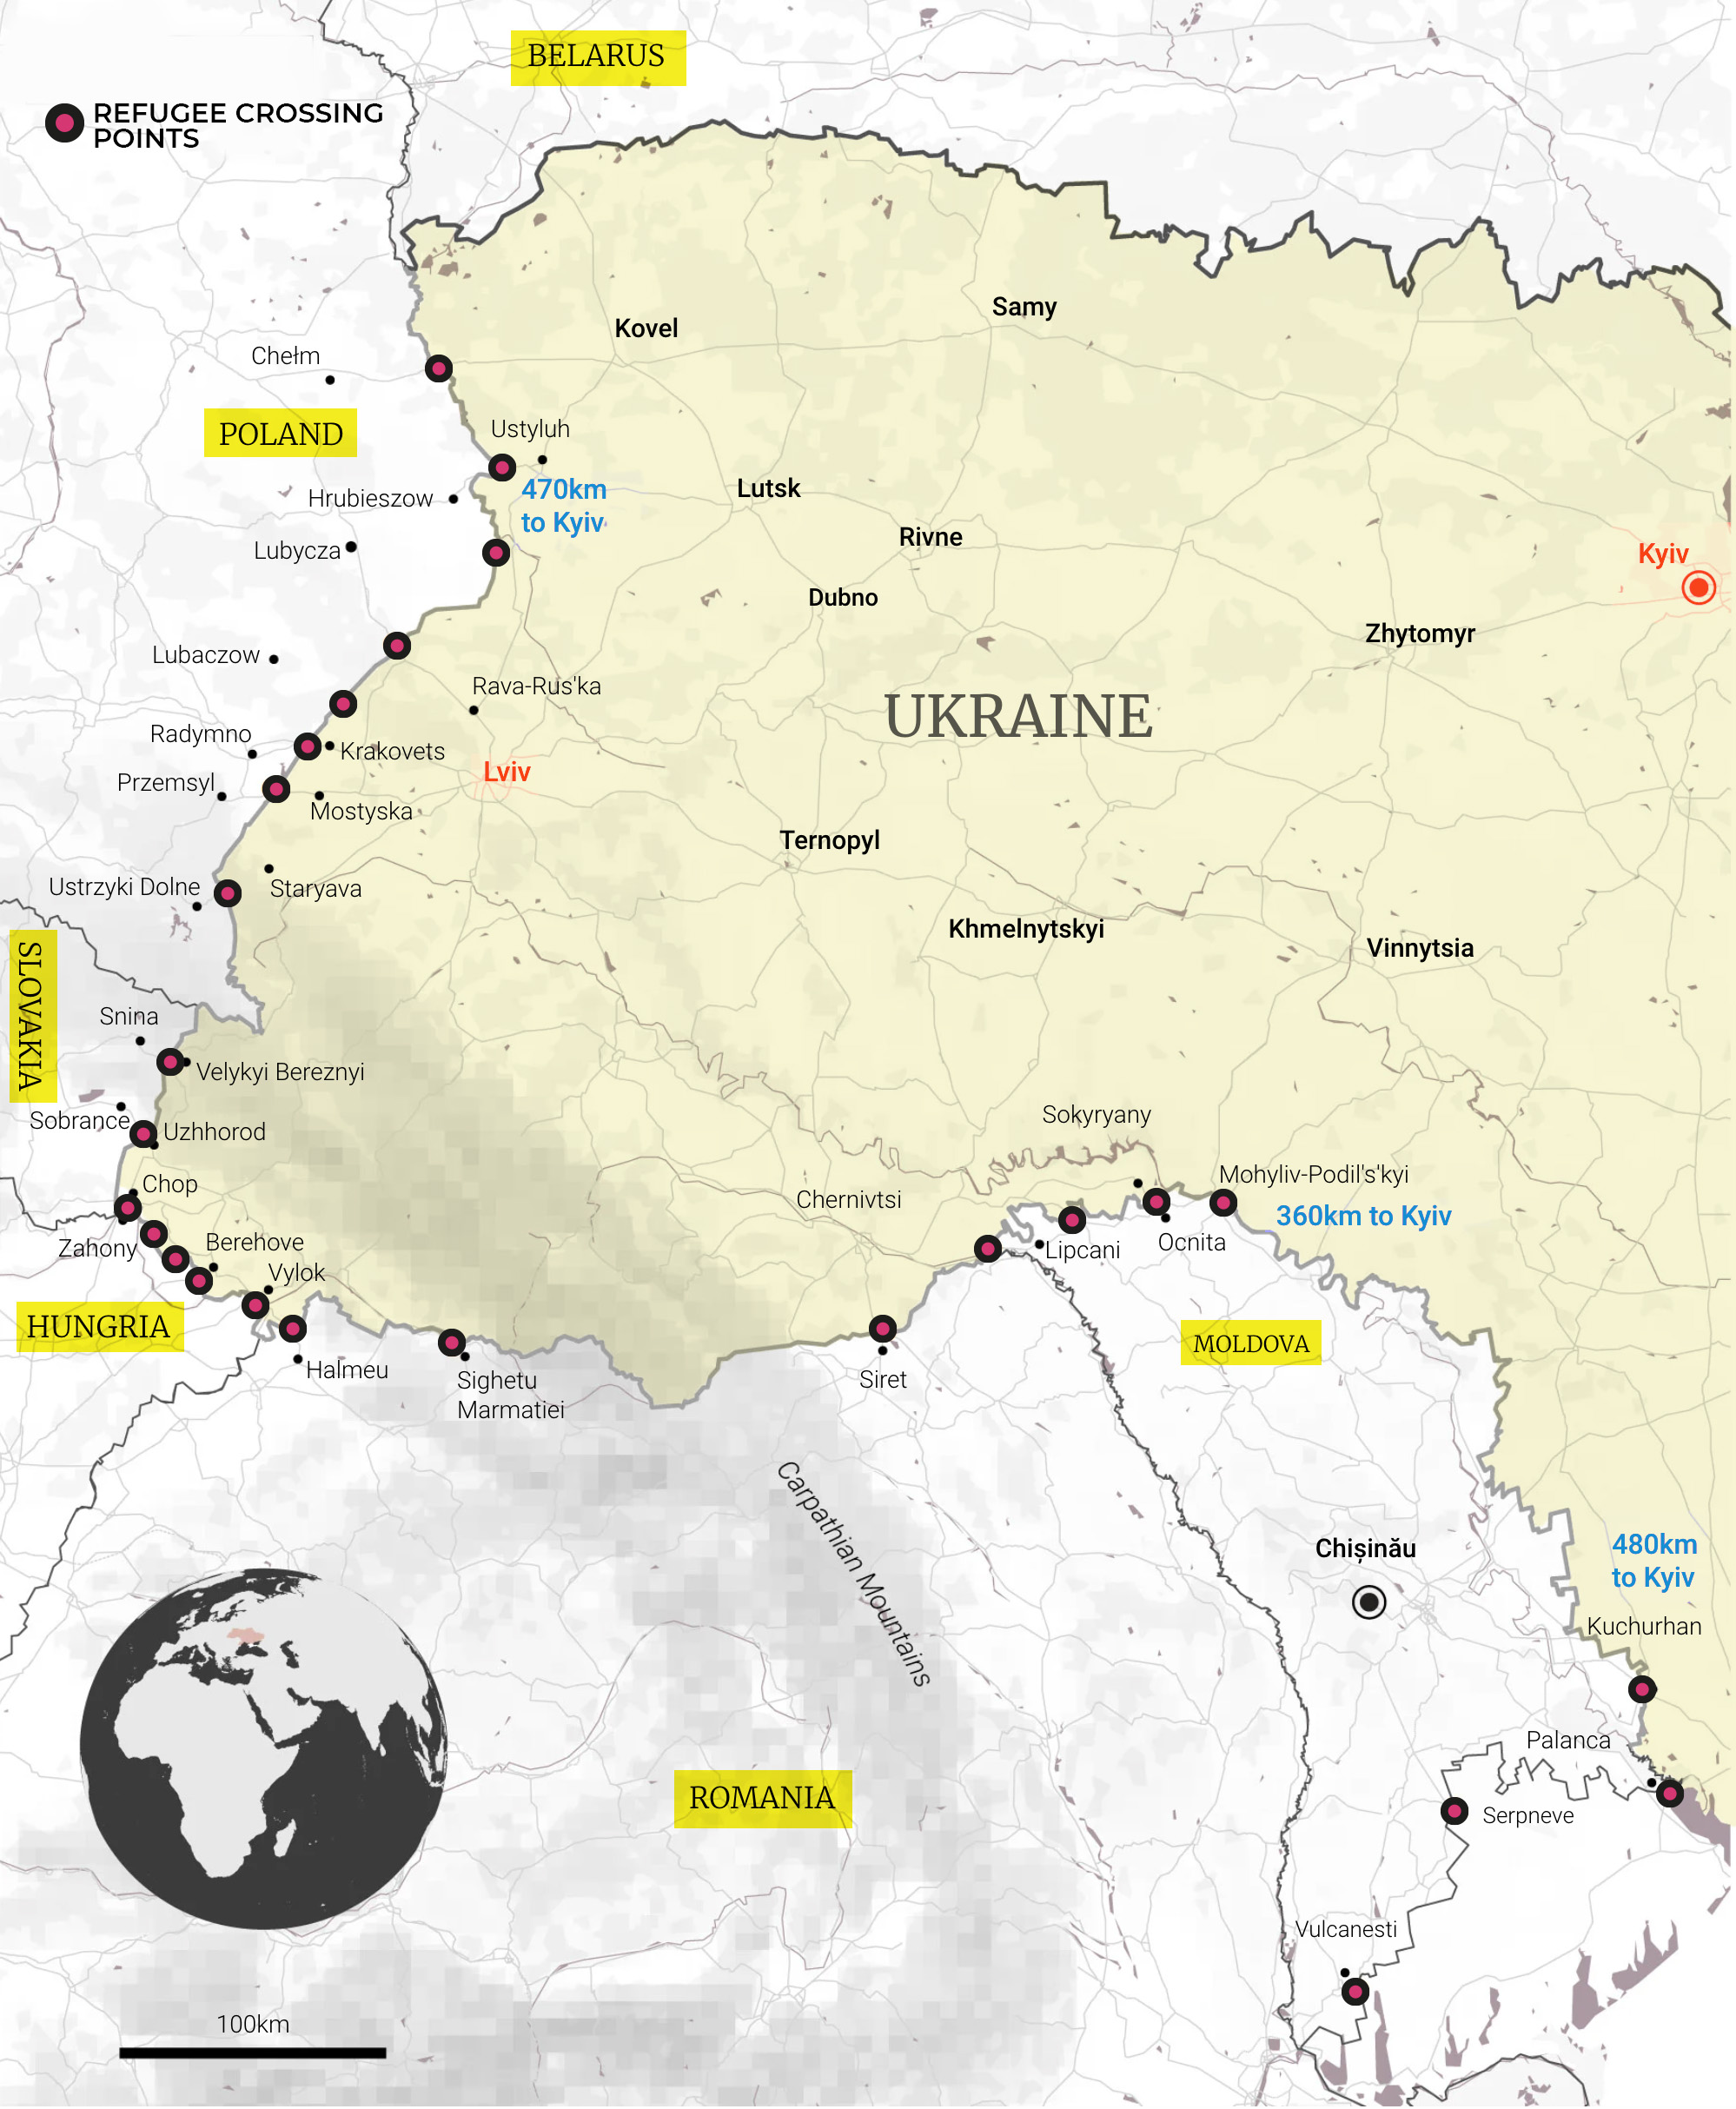 BELARUS
REFUGEE CROSSING
POINTS
Samy
Kovel
Chełm
POLAND
Ustyluh
470km
to Kyiv
Lutsk
Hrubieszow
Rivne
Lubycza
Kyiv
Dubno
Zhytomyr
Lubaczow
Rava-Rus'ka
UKRAINE
Radymno
Krakovets
Lviv
Przemsyl
Mostyska
Ternopyl
Ustrzyki Dolne
Staryava
Khmelnytskyi
Vinnytsia
SLOVAKIA
Snina
Velykyi Bereznyi
Sobrance
Uzhhorod
Sokyryany
Chop
Mohyliv-Podil's'kyi
Chernivtsi
360km to Kyiv
Zahony
Berehove
Lipcani
Ocnita
Vylok
HUNGRIA
MOLDOVA
Halmeu
Sighetu
Marmatiei
Siret
Carpathian Mountains
Chișinău
480km
to Kyiv
Kuchurhan
Palanca
ROMANIA
Serpneve
Vulcanesti
100km